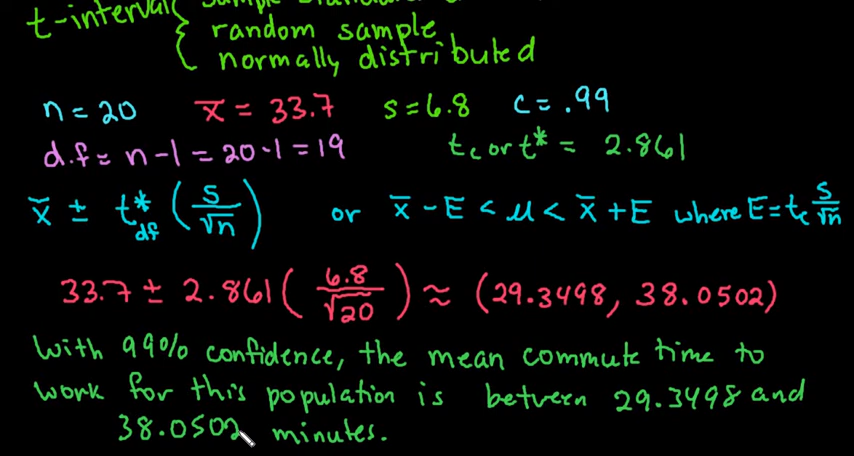 t-interval { sample standard
random sample
normally distributed
n = 20 x̄ = 33.7 s = 6.8 c = .99
d.f = n - 1 = 20 - 1 = 19 t_c or t* = 2.861
x̄ ± t*_df (s/√n) or x̄ - E < μ < x̄ + E where E = t_c s/√n
33.7 ± 2.861 (6.8/√20) ≈ (29.3498, 38.0502)
With 99% confidence, the mean commute time to
work for this population is between 29.3498 and
38.0502 minutes.